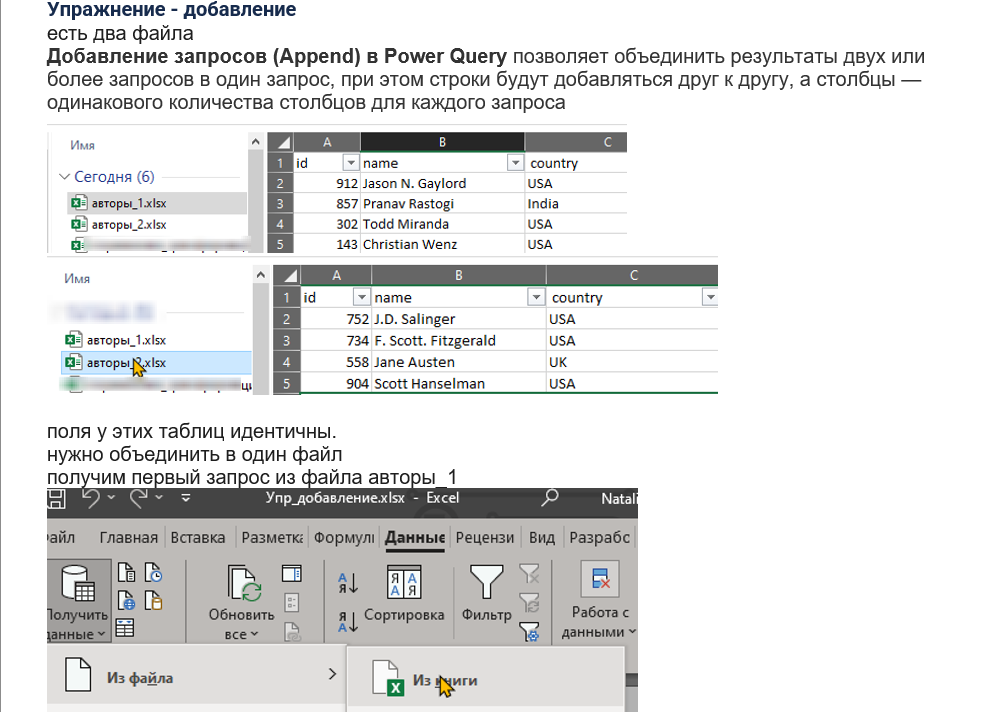 Упражнение - добавление
есть два файла
Добавление запросов (Append) в Power Query позволяет объединить результаты двух или
более запросов в один запрос, при этом строки будут добавляться друг к другу, а столбцы —
одинакового количества столбцов для каждого запроса
Имя
Сегодня (6)
авторы_1.xlsx
авторы_2.xlsx
A B C
1 id name country
2 912 Jason N. Gaylord USA
3 857 Pranav Rastogi India
4 302 Todd Miranda USA
5 143 Christian Wenz USA
Имя
авторы_1.xlsx
авторы_2.xlsx
A B C
1 id name country
2 752 J.D. Salinger USA
3 734 F. Scott. Fitzgerald USA
4 558 Jane Austen UK
5 904 Scott Hanselman USA
поля у этих таблиц идентичны.
нужно объединить в один файл
получим первый запрос из файла авторы_1
Упр_добавление.xlsx - Excel Natali
айл Главная Вставка Разметка Формулы Данные Рецензи Вид Разрабс
Получить
данные
Обновить
все
Сортировка
Фильтр
Работа с
данными
Из файла
Из книги